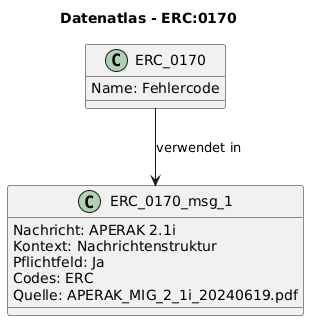 Datenatlas - ERC:0170
C ERC_0170
Name: Fehlercode
verwendet in
C ERC_0170_msg_1
Nachricht: APERAK 2.1i
Kontext: Nachrichtenstruktur
Pflichtfeld: Ja
Codes: ERC
Quelle: APERAK_MIG_2_1i_20240619.pdf